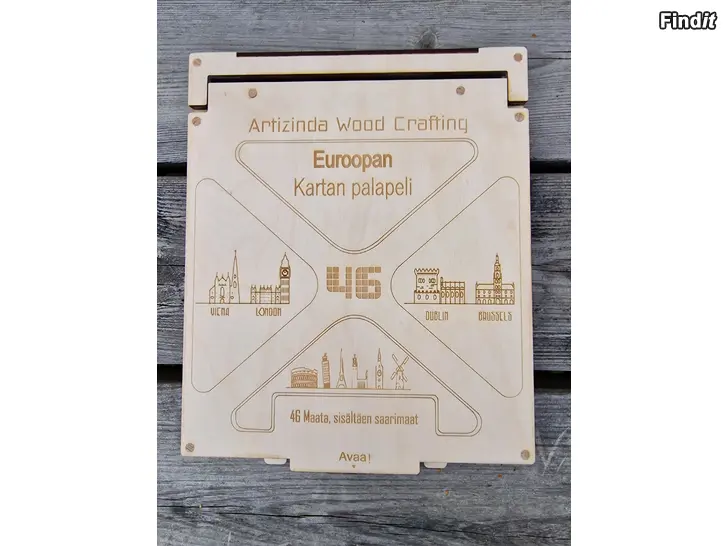 Findit
Artizinda Wood Crafting
Euroopan
Kartan palapeli
46
VIENA LONDON
DUBLIN BRUSSELS
46 Maata, sisältäen saarimaat
Avaa!